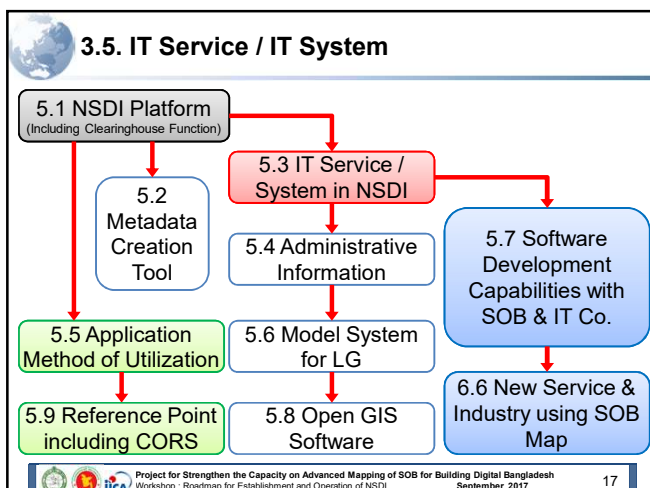 3.5. IT Service / IT System
5.1 NSDI Platform
(Including Clearinghouse Function)
5.2
Metadata
Creation
Tool
5.3 IT Service /
System in NSDI
5.4 Administrative
Information
5.7 Software
Development
Capabilities with
SOB & IT Co.
5.5 Application
Method of Utilization
5.6 Model System
for LG
5.9 Reference Point
including CORS
5.8 Open GIS
Software
6.6 New Service &
Industry using SOB
Map
jica
Project for Strengthen the Capacity on Advanced Mapping of SOB for Building Digital Bangladesh
Workshop : Roadmap for Establishment and Operation of NSDI September, 2017
17